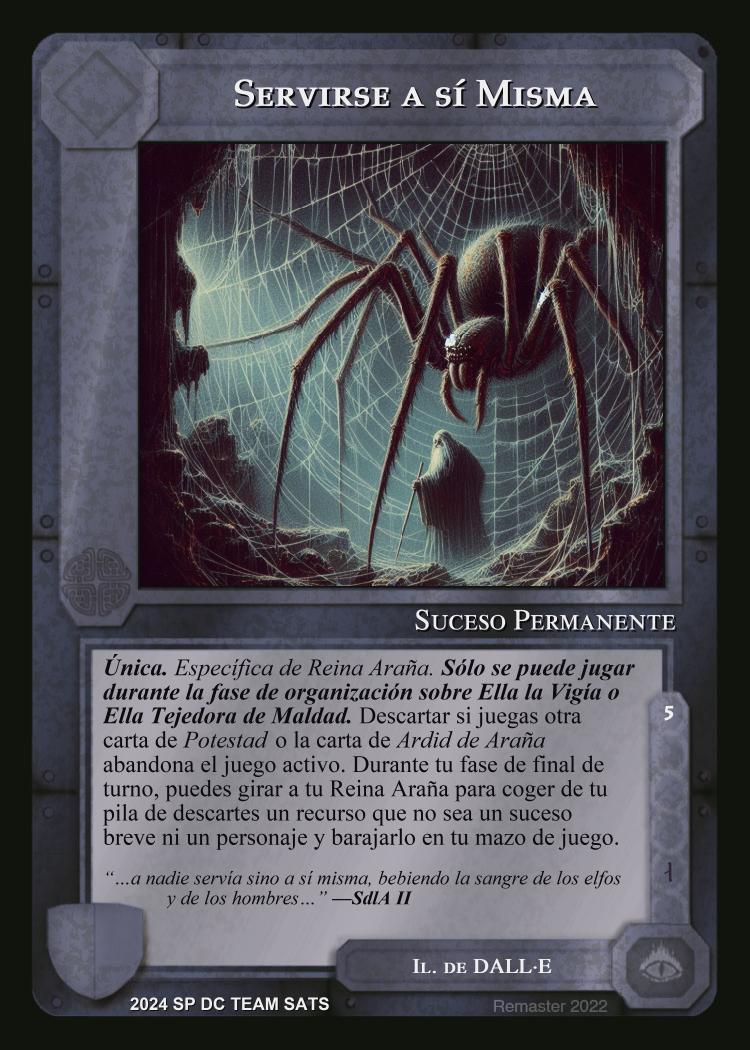 Servirse a sí Misma
Suceso Permanente
Única. Específica de Reina Araña. Sólo se puede jugar
durante la fase de organización sobre Ella la Vigía o
Ella Tejedora de Maldad. Descartar si juegas otra
carta de Potestad o la carta de Ardid de Araña
abandona el juego activo. Durante tu fase de final de
turno, puedes girar a tu Reina Araña para coger de tu
pila de descartes un recurso que no sea un suceso
breve ni un personaje y barajarlo en tu mazo de juego.
5
“…a nadie servía sino a sí misma, bebiendo la sangre de los elfos
y de los hombres…” —SdlA II
Il. de DALL·E
2024 SP DC TEAM SATS
Remaster 2022